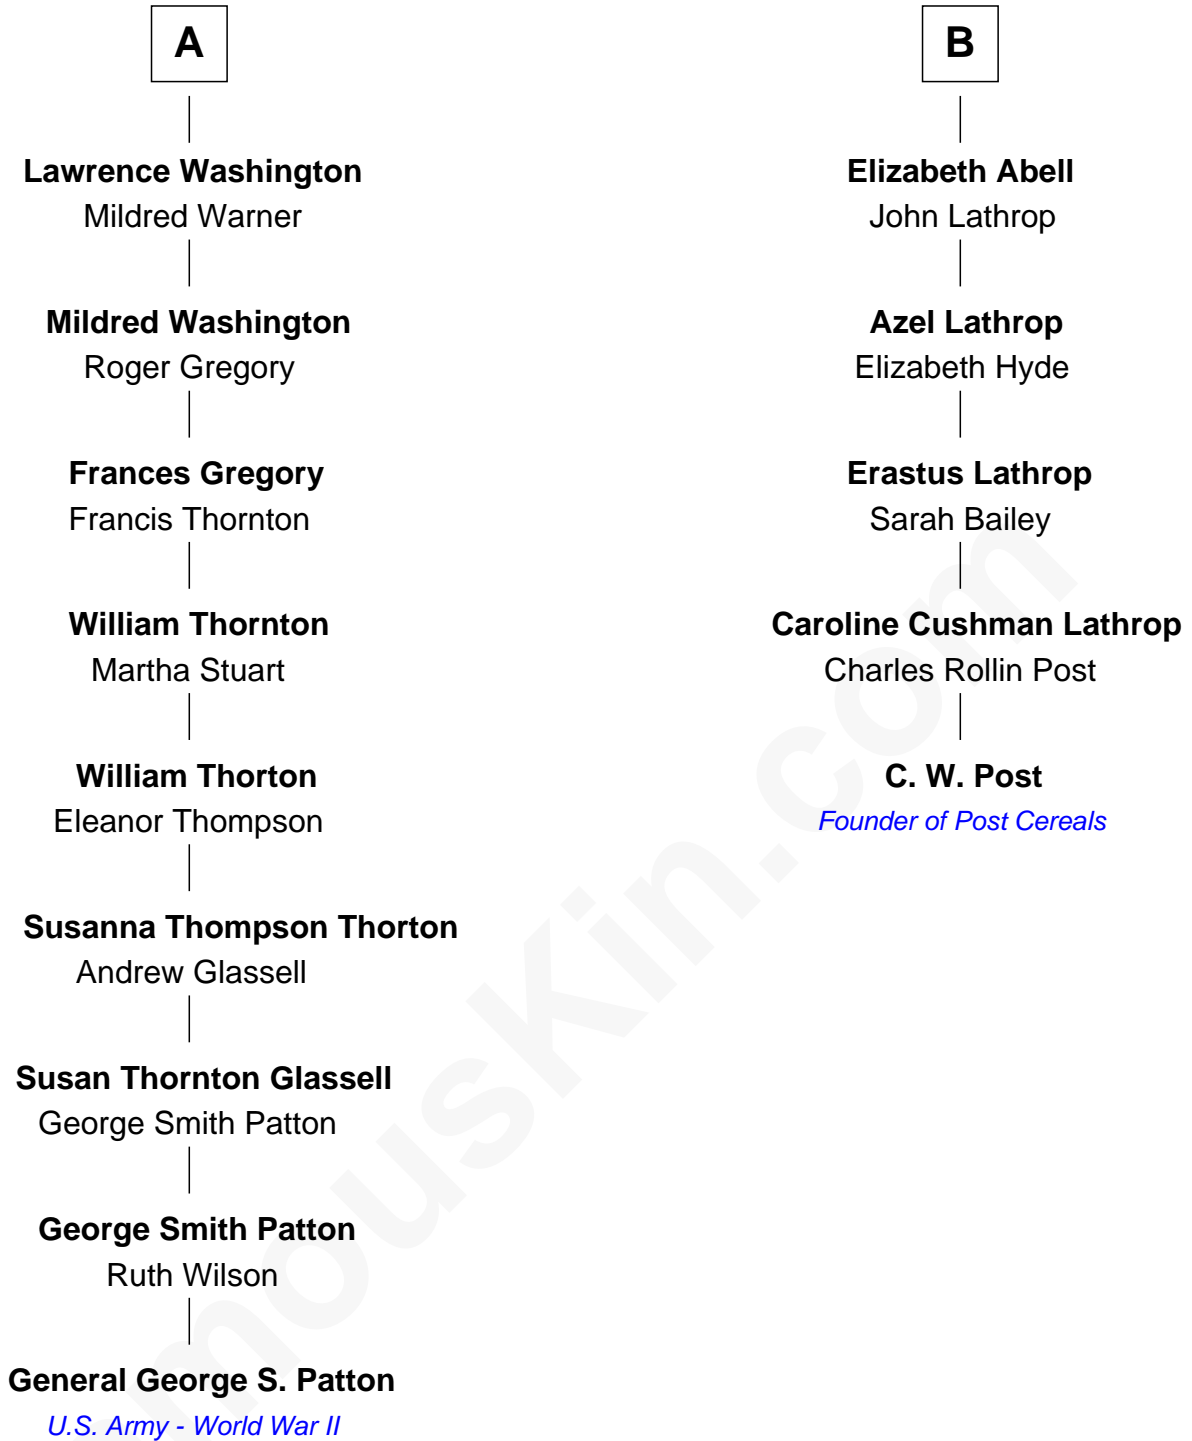 A
Lawrence Washington
Mildred Warner
Mildred Washington
Roger Gregory
Frances Gregory
Francis Thornton
William Thornton
Martha Stuart
William Thorton
Eleanor Thompson
Susanna Thompson Thorton
Andrew Glassell
Susan Thornton Glassell
George Smith Patton
George Smith Patton
Ruth Wilson
General George S. Patton
U.S. Army - World War II
B
Elizabeth Abell
John Lathrop
Azel Lathrop
Elizabeth Hyde
Erastus Lathrop
Sarah Bailey
Caroline Cushman Lathrop
Charles Rollin Post
C. W. Post
Founder of Post Cereals
mouskin.com